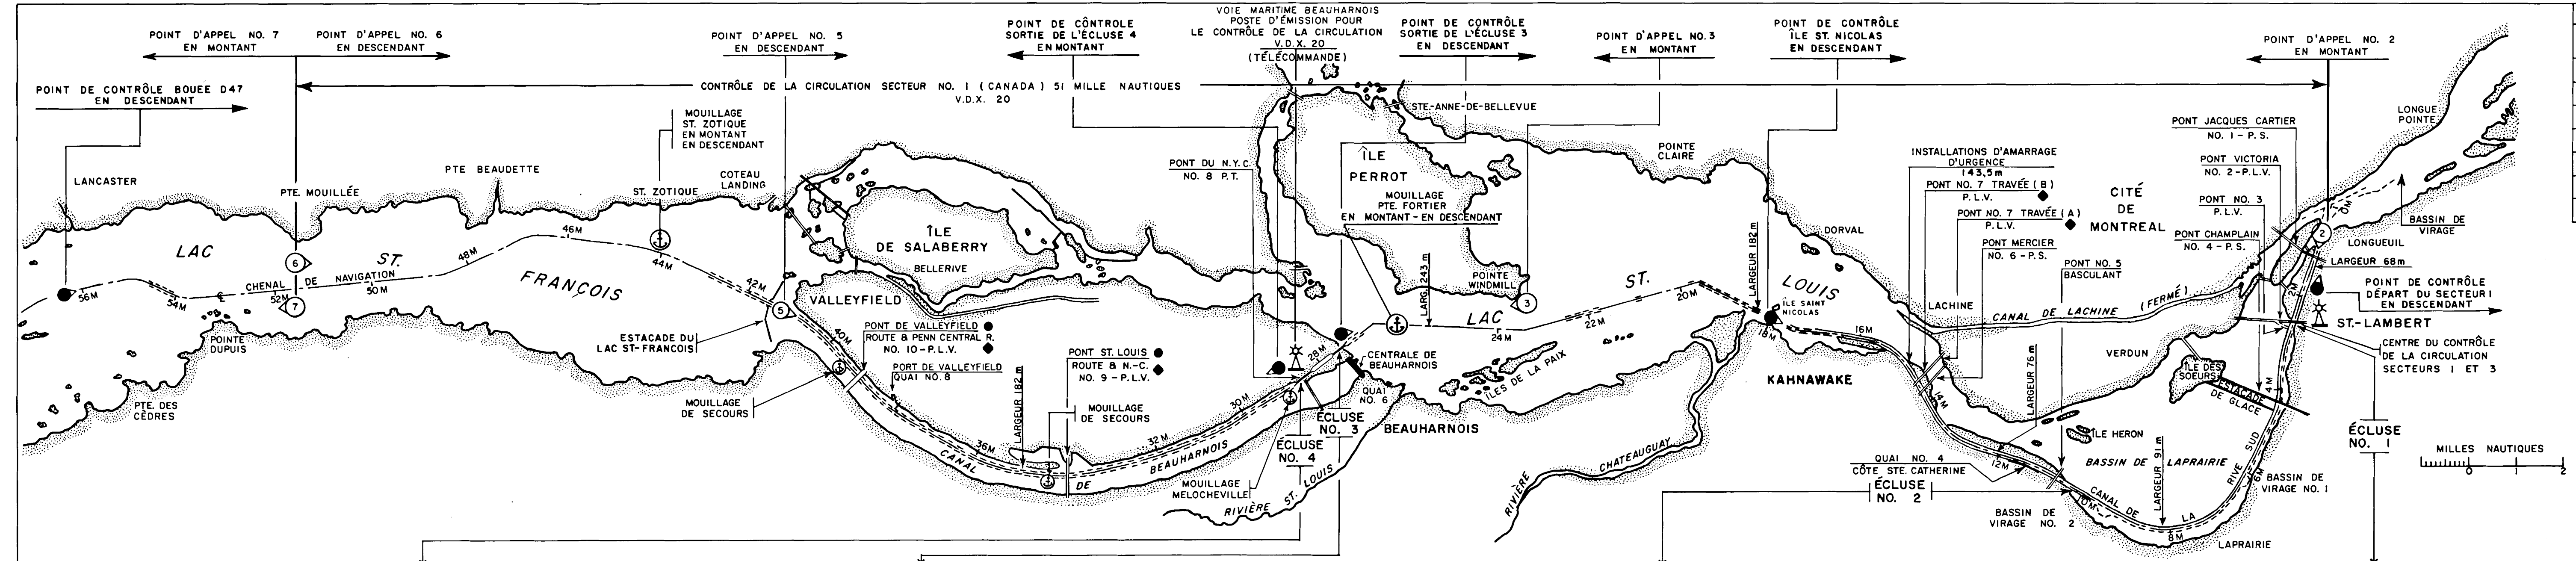 POINT D'APPEL NO. 7
EN MONTANT
POINT D'APPEL NO. 6
EN DESCENDANT
POINT D'APPEL NO. 5
EN DESCENDANT
POINT DE CÔNTROLE
SORTIE DE L'ÉCLUSE 4
EN MONTANT
VOIE MARITIME BEAUHARNOIS
POSTE D'ÉMISSION POUR
LE CONTRÔLE DE LA CIRCULATION
V.D.X. 20
(TÉLÉCOMMANDE)
POINT DE CONTRÔLE
SORTIE DE L'ÉCLUSE 3
EN DESCENDANT
POINT D'APPEL NO.3
EN MONTANT
POINT DE CONTRÔLE
ÎLE ST. NICOLAS
EN DESCENDANT
POINT D'APPEL NO. 2
EN MONTANT
POINT DE CONTRÔLE BOUEE D47
EN DESCENDANT
CONTRÔLE DE LA CIRCULATION SECTEUR NO. 1 (CANADA) 51 MILLE NAUTIQUES
V.D.X. 20
MOUILLAGE
ST. ZOTIQUE
EN MONTANT
EN DESCENDANT
STE-ANNE-DE-BELLEVUE
LONGUE
POINTE
PONT JACQUES CARTIER
NO. 1 - P. S.
PONT VICTORIA
NO. 2-P.L.V.
PONT NO. 3
P.L.V.
PONT CHAMPLAIN
NO. 4 - P.S.
LANCASTER
PTE. MOUILLÉE
PTE BEAUDETTE
ST. ZOTIQUE
COTEAU
LANDING
PONT DU N.Y.C.
NO. 8 P.T.
ÎLE
PERROT
MOUILLAGE
PTE. FORTIER
EN MONTANT - EN DESCENDANT
POINTE
CLAIRE
DORVAL
INSTALLATIONS D'AMARRAGE
D'URGENCE
143,5m
PONT NO. 7 TRAVÉE (B)
P.L.V.
PONT NO. 7 TRAVÉE (A)
P.L.V.
PONT MERCIER
NO. 6 - P.S.
PONT NO. 5
BASCULANT
CITÉ
DE
MONTREAL
BASSIN DE
VIRAGE
LONGUEUIL
LARGEUR 68m
POINT DE CONTRÔLE
DÉPART DU SECTEUR I
EN DESCENDANT
ST.-LAMBERT
CENTRE DU CONTRÔLE
DE LA CIRCULATION
SECTEURS 1 ET 3
LAC ST. FRANÇOIS
CHENAL DE NAVIGATION
6
7
5
3
2
56M
54M
52M
50M
48M
46M
44M
42M
40M
36M
32M
30M
28M
24M
22M
20M
18M
16M
14M
12M
10M
8M
6M
4M
2M
0M
ÎLE
DE SALABERRY
BELLERIVE
VALLEYFIELD
POINTE
DUPUIS
PTE. DES
CÈDRES
ESTACADE DU
LAC ST-FRANCOIS
MOUILLAGE
DE SECOURS
PONT DE VALLEYFIELD
ROUTE & PENN CENTRAL R.
NO. 10-P.L.V.
PORT DE VALLEYFIELD
QUAI NO. 8
LARGEUR 182 m
PONT ST. LOUIS
ROUTE & N.-C.
NO. 9 - P.L.V.
MOUILLAGE
DE SECOURS
CANAL DE BEAUHARNOIS
MOUILLAGE
MELOCHEVILLE
ÉCLUSE
NO. 4
ÉCLUSE
NO. 3
RIVIÈRE ST. LOUIS
CENTRALE DE
BEAUHARNOIS
QUAI
NO. 6
BEAUHARNOIS
LARG. 243 m
POINTE
WINDMILL
LAC ST. LOUIS
ÎLES DE LA PAIX
LARGEUR 182 m
ÎLE SAINT
NICOLAS
KAHNAWAKE
RIVIÈRE CHATEAUGUAY
LACHINE
CANAL DE LACHINE (FERMÉ)
VERDUN
ÎLE DES
SOEURS
ESTACADE
DE GLACE
ÎLE HERON
BASSIN DE LAPRAIRIE
LARGEUR 76 m
LARGEUR 91 m
QUAI NO. 4
CÔTE STE. CATHERINE
ÉCLUSE
NO. 2
BASSIN DE
VIRAGE NO. 2
CANAL DE LA RIVE SUD
BASSIN DE
VIRAGE NO. 1
LAPRAIRIE
ÉCLUSE
NO. 1
MILLES NAUTIQUES
0 1 2